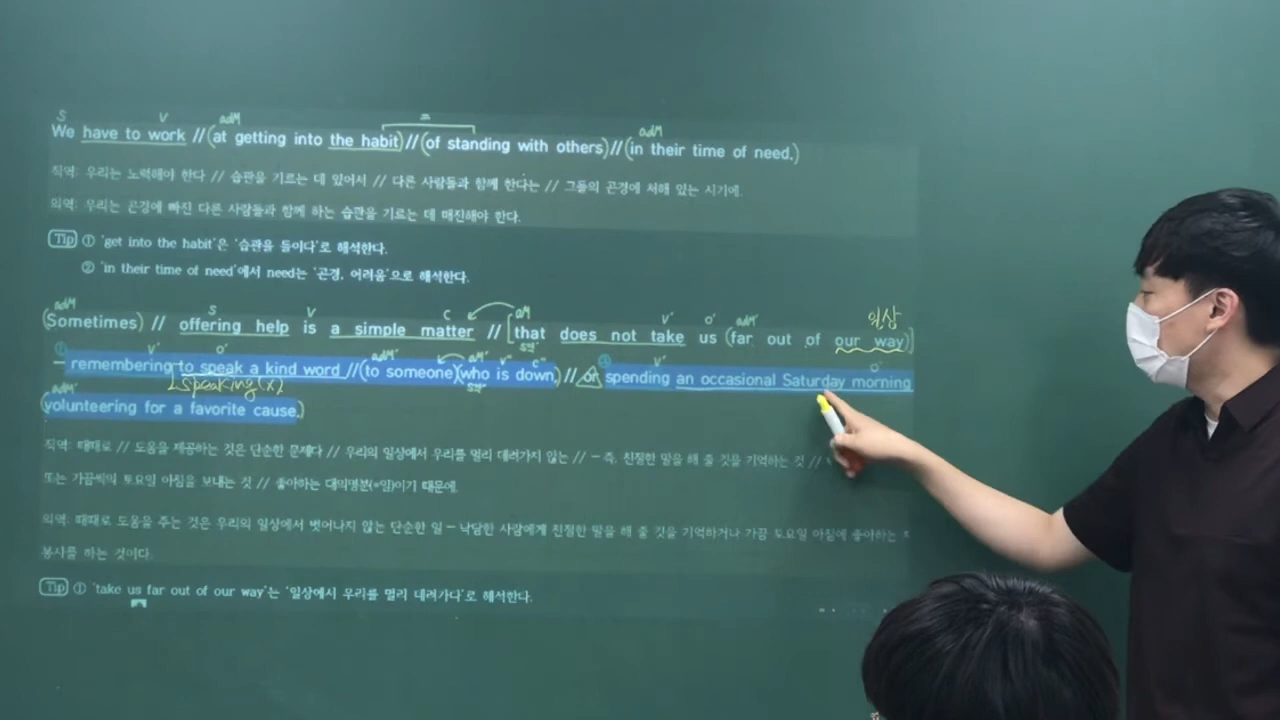 S V adM = adM
We have to work // (at getting into the habit) // (of standing with others) // (in their time of need.)
직역: 우리는 노력해야 한다 // 습관을 기르는 데 있어서 // 다른 사람들과 함께 한다는 // 그들의 곤경에 처해 있는 시기에.
의역: 우리는 곤경에 빠진 다른 사람들과 함께 하는 습관을 기르는 데 매진해야 한다.
Tip ① 'get into the habit'은 '습관을 들이다'로 해석한다.
② 'in their time of need'에서 need는 '곤경, 어려움'으로 해석한다.
adM S V C aM V' O' adM' 일상
(Sometimes) // offering help is a simple matter // [that does not take us (far out of our way)]
① V' O' adM' aM' V" C" ② V' O'
― remembering to speak a kind word // (to someone)(who is down) // or spending an occasional Saturday morning
speaking(x)
adM'
(volunteering for a favorite cause.)
직역: 때때로 // 도움을 제공하는 것은 단순한 문제다 // 우리의 일상에서 우리를 멀리 데려가지 않는 // ― 즉, 친절한 말을 해 줄 것을 기억하는 것 //
또는 가끔씩의 토요일 아침을 보내는 것 // 좋아하는 대의명분(=일)이기 때문에.
의역: 때때로 도움을 주는 것은 우리의 일상에서 벗어나지 않는 단순한 일 ― 낙담한 사람에게 친절한 말을 해 줄 것을 기억하거나 가끔 토요일 아침에 좋아하는
봉사를 하는 것이다.
Tip ① 'take us far out of our way'는 '일상에서 우리를 멀리 데려가다'로 해석한다.